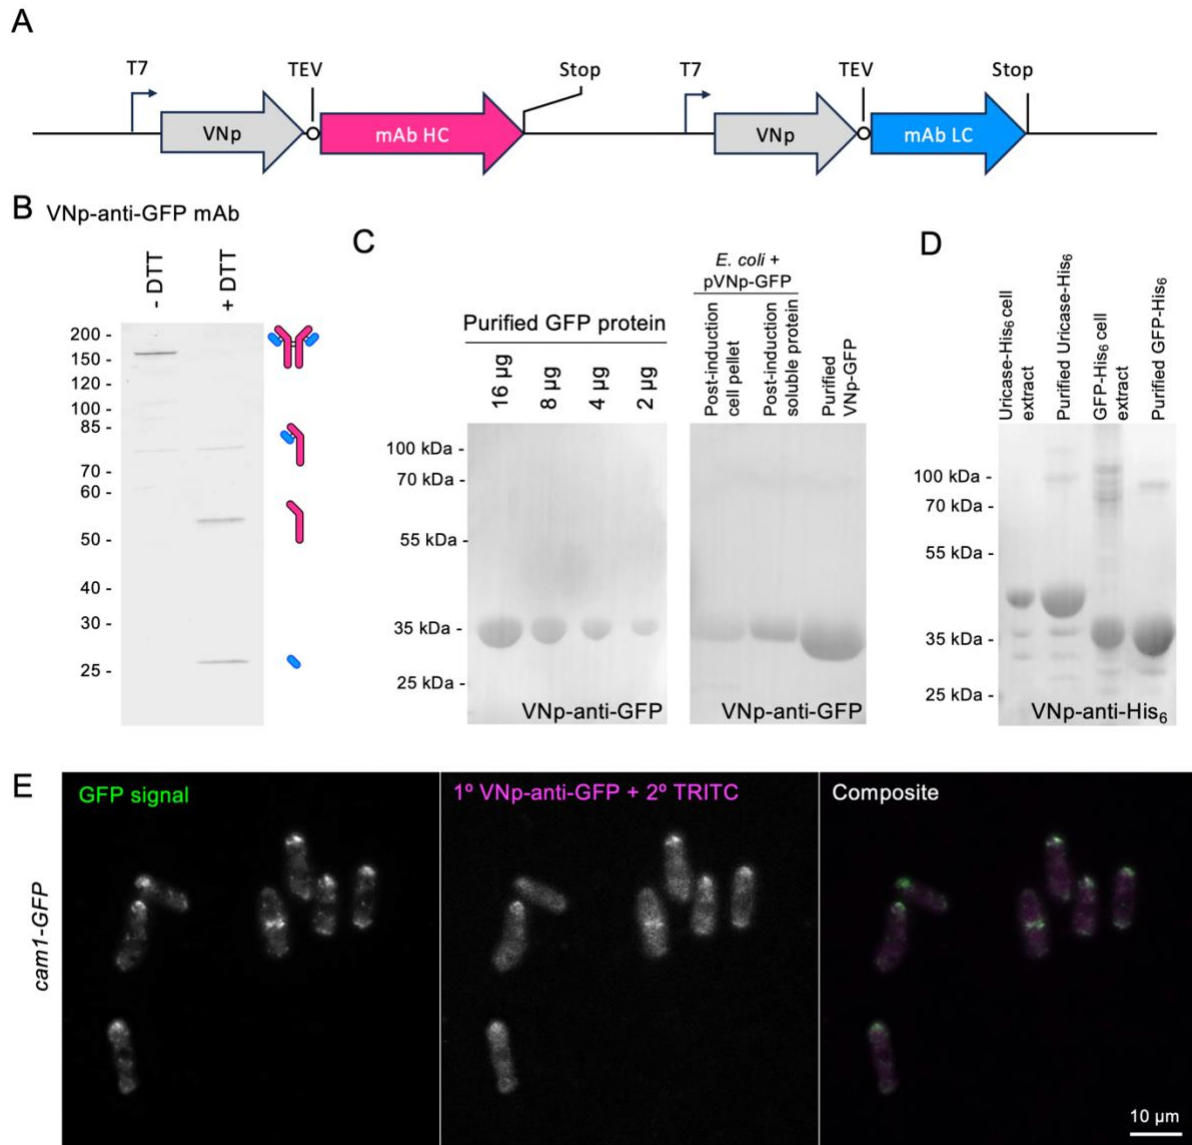 A
T7
TEV
Stop
T7
TEV
Stop
VNp
mAb HC
VNp
mAb LC
B
VNp-anti-GFP mAb
- DTT
+ DTT
200 -
150 -
120 -
100 -
85 -
70 -
60 -
50 -
40 -
30 -
25 -
C
Purified GFP protein
16 µg
8 µg
4 µg
2 µg
E. coli +
pVNp-GFP
Post-induction
cell pellet
Post-induction
soluble protein
Purified
VNp-GFP
100 kDa -
70 kDa -
55 kDa -
35 kDa -
25 kDa -
VNp-anti-GFP
VNp-anti-GFP
D
Uricase-His₆ cell
extract
Purified Uricase-His₆
GFP-His₆ cell
extract
Purified GFP-His₆
100 kDa -
70 kDa -
55 kDa -
35 kDa -
25 kDa -
VNp-anti-His₆
E
cam1-GFP
GFP signal
1º VNp-anti-GFP + 2º TRITC
Composite
10 µm